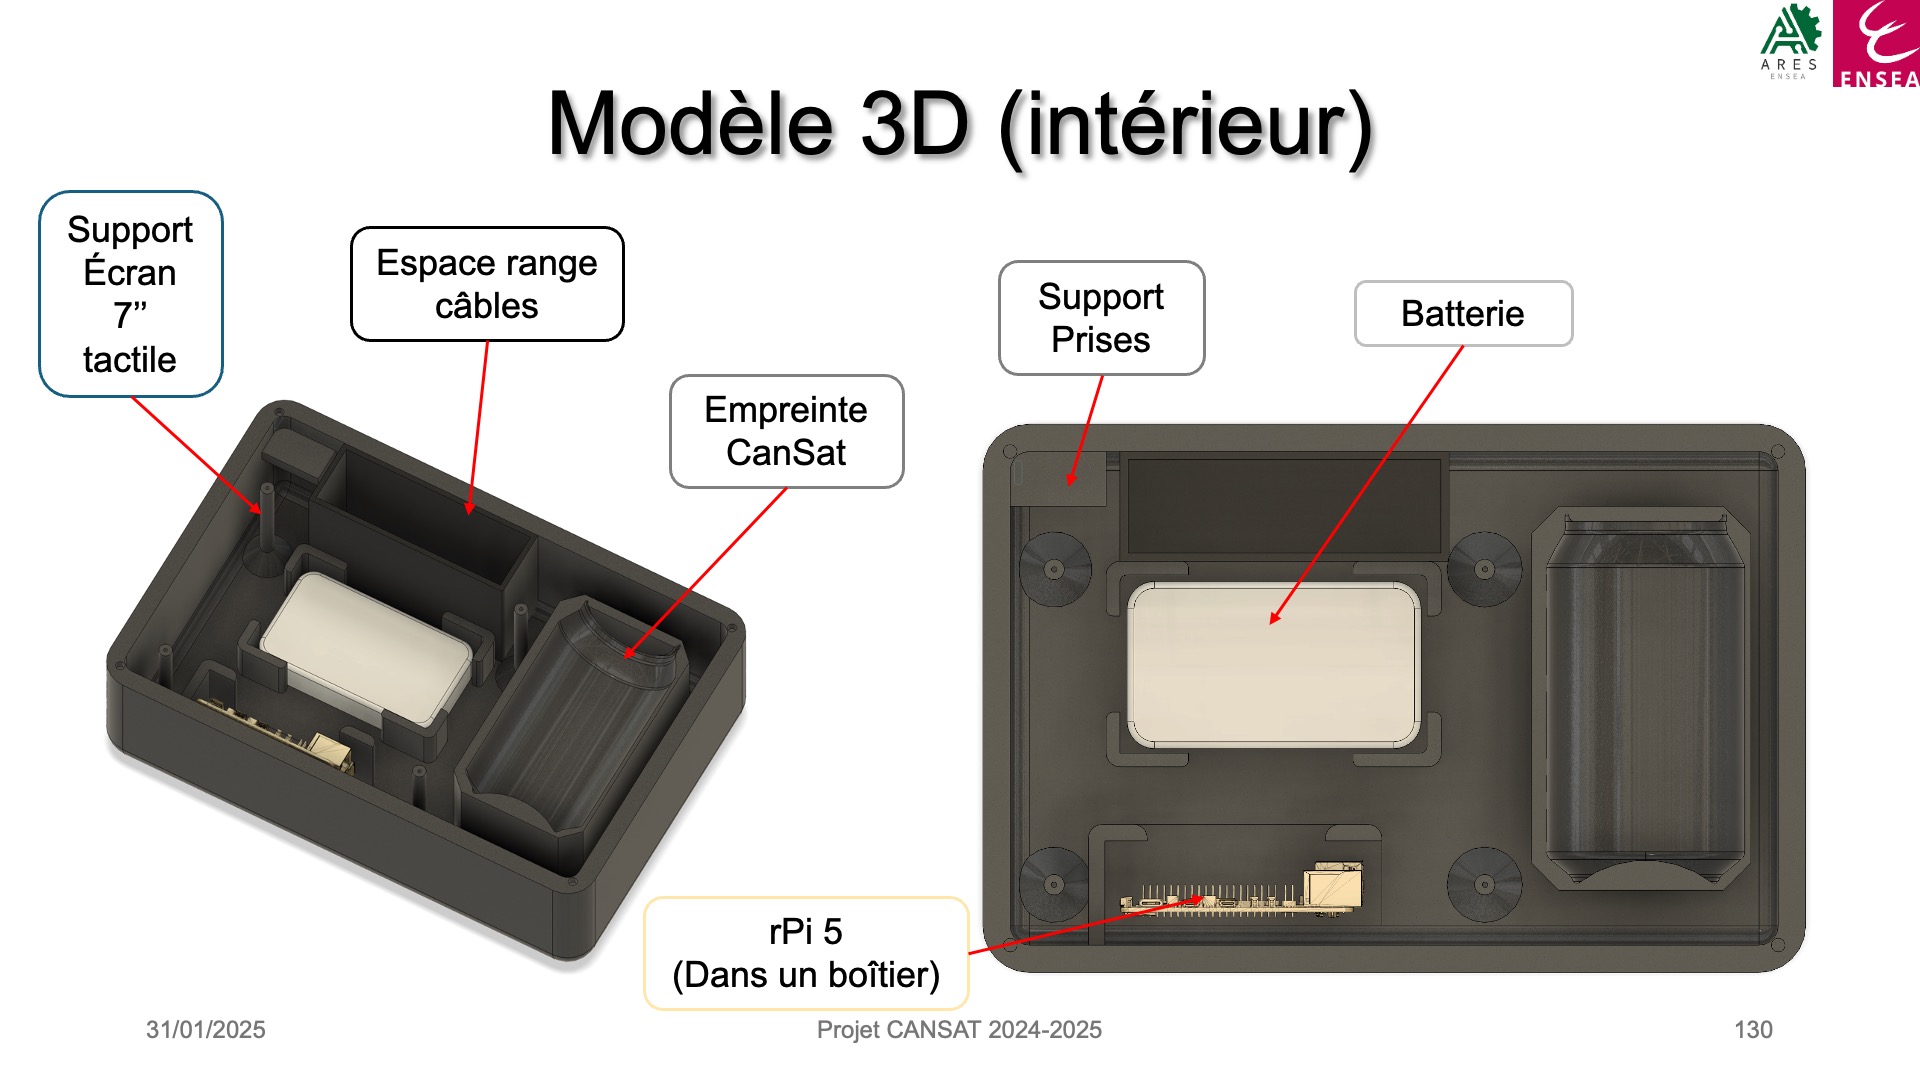 ARES
ENSEA
ENSEA
Modèle 3D (intérieur)
Support
Écran
7’’
tactile
Espace range
câbles
Empreinte
CanSat
Support
Prises
Batterie
rPi 5
(Dans un boîtier)
31/01/2025
Projet CANSAT 2024-2025
130